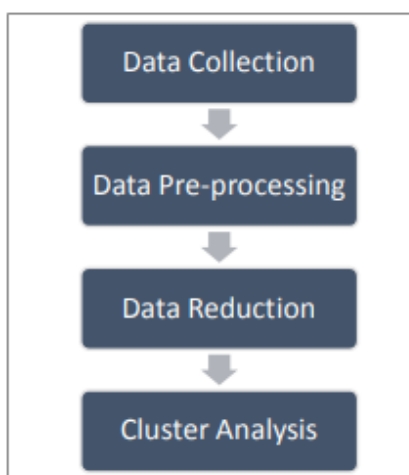 Data Collection
Data Pre-processing
Data Reduction
Cluster Analysis